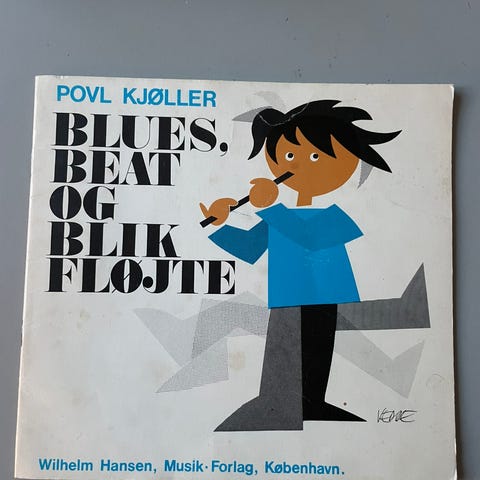 POVL KJØLLER
BLUES,
BEAT
OG
BLIK
FLØJTE
Wilhelm Hansen, Musik-Forlag, København.